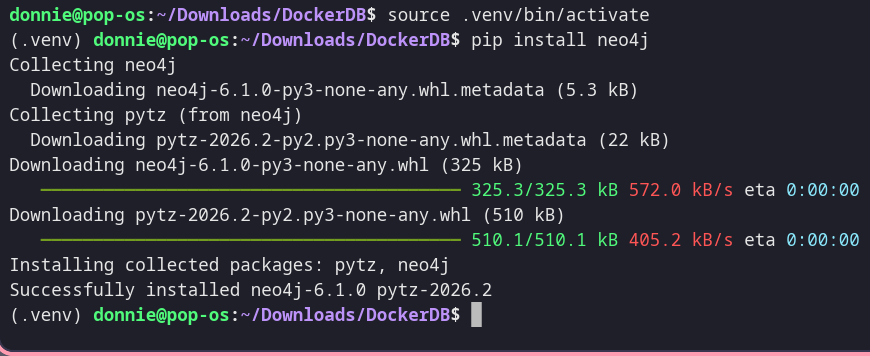 donnie@pop-os:~/Downloads/DockerDB$ source .venv/bin/activate
(.venv) donnie@pop-os:~/Downloads/DockerDB$ pip install neo4j
Collecting neo4j
  Downloading neo4j-6.1.0-py3-none-any.whl.metadata (5.3 kB)
Collecting pytz (from neo4j)
  Downloading pytz-2026.2-py2.py3-none-any.whl.metadata (22 kB)
Downloading neo4j-6.1.0-py3-none-any.whl (325 kB)
325.3/325.3 kB 572.0 kB/s eta 0:00:00
Downloading pytz-2026.2-py2.py3-none-any.whl (510 kB)
510.1/510.1 kB 405.2 kB/s eta 0:00:00
Installing collected packages: pytz, neo4j
Successfully installed neo4j-6.1.0 pytz-2026.2
(.venv) donnie@pop-os:~/Downloads/DockerDB$